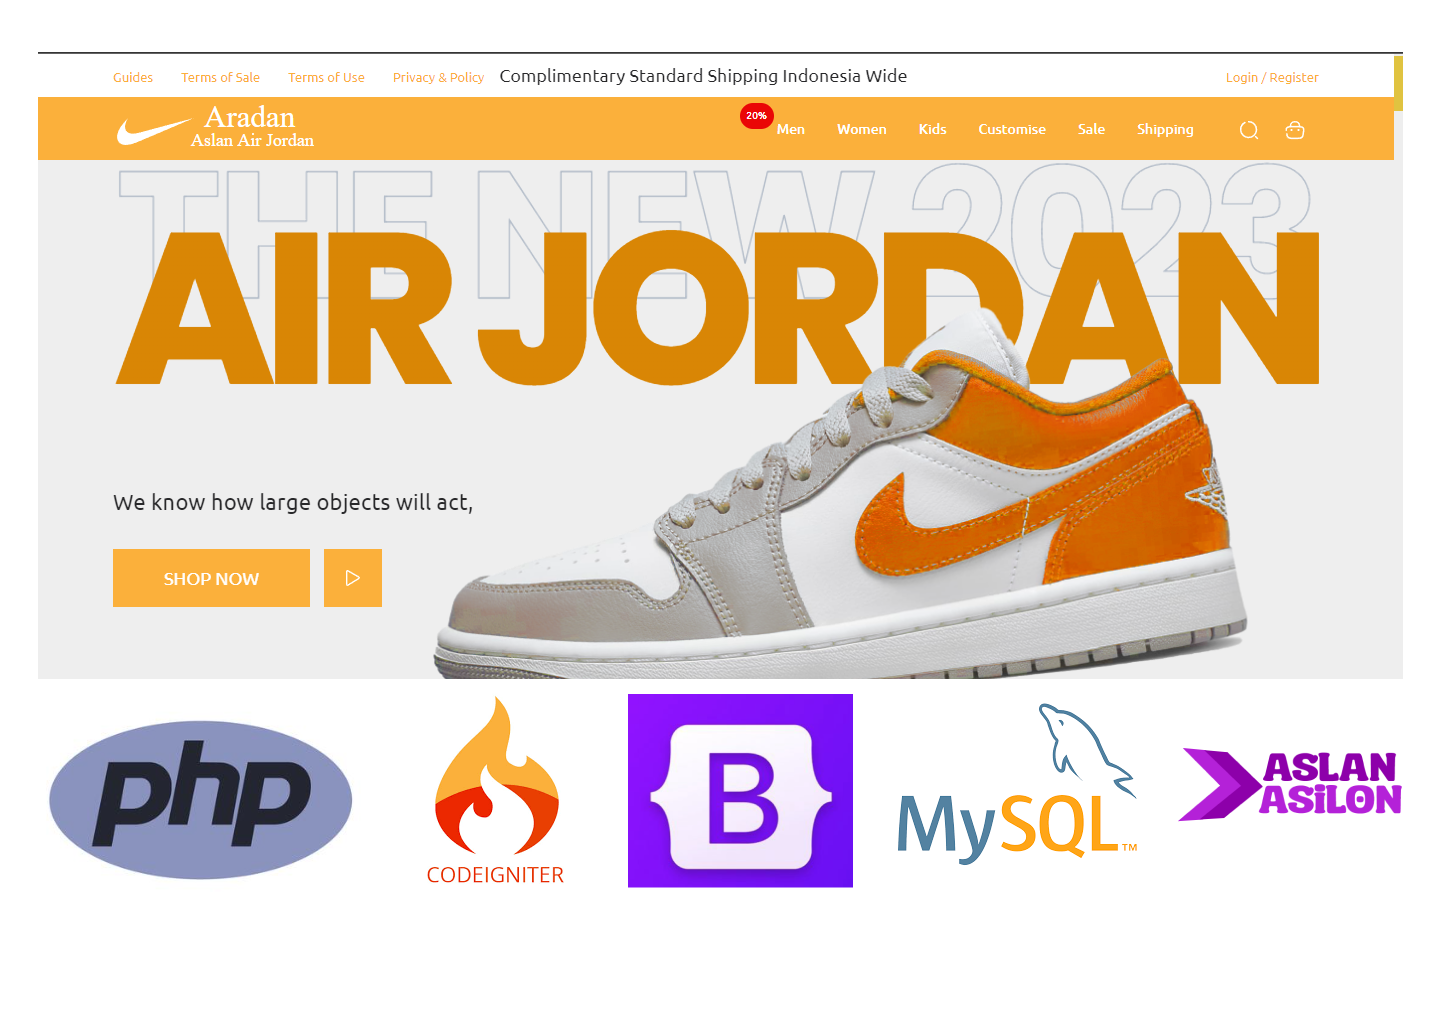 Guides Terms of Sale Terms of Use Privacy & Policy Complimentary Standard Shipping Indonesia Wide Login / Register
Aradan
Aslan Air Jordan
20%
Men Women Kids Customise Sale Shipping
THE NEW 2023
AIR JORDAN
We know how large objects will act,
SHOP NOW
php
CODEIGNITER
B
MySQL™
ASLAN
ASiLON